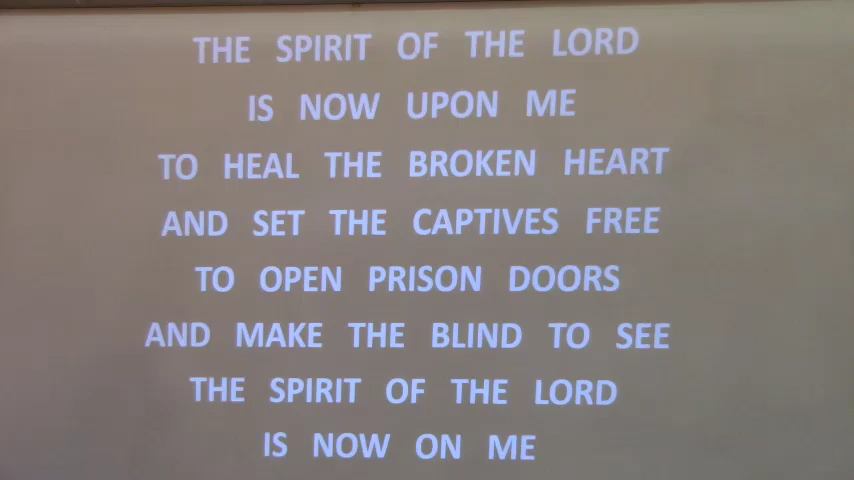 THE SPIRIT OF THE LORD
IS NOW UPON ME
TO HEAL THE BROKEN HEART
AND SET THE CAPTIVES FREE
TO OPEN PRISON DOORS
AND MAKE THE BLIND TO SEE
THE SPIRIT OF THE LORD
IS NOW ON ME